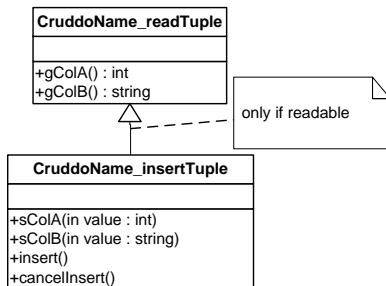 CruddoName_readTuple
+gColA() : int
+gColB() : string
only if readable
CruddoName_insertTuple
+sColA(in value : int)
+sColB(in value : string)
+insert()
+cancelInsert()